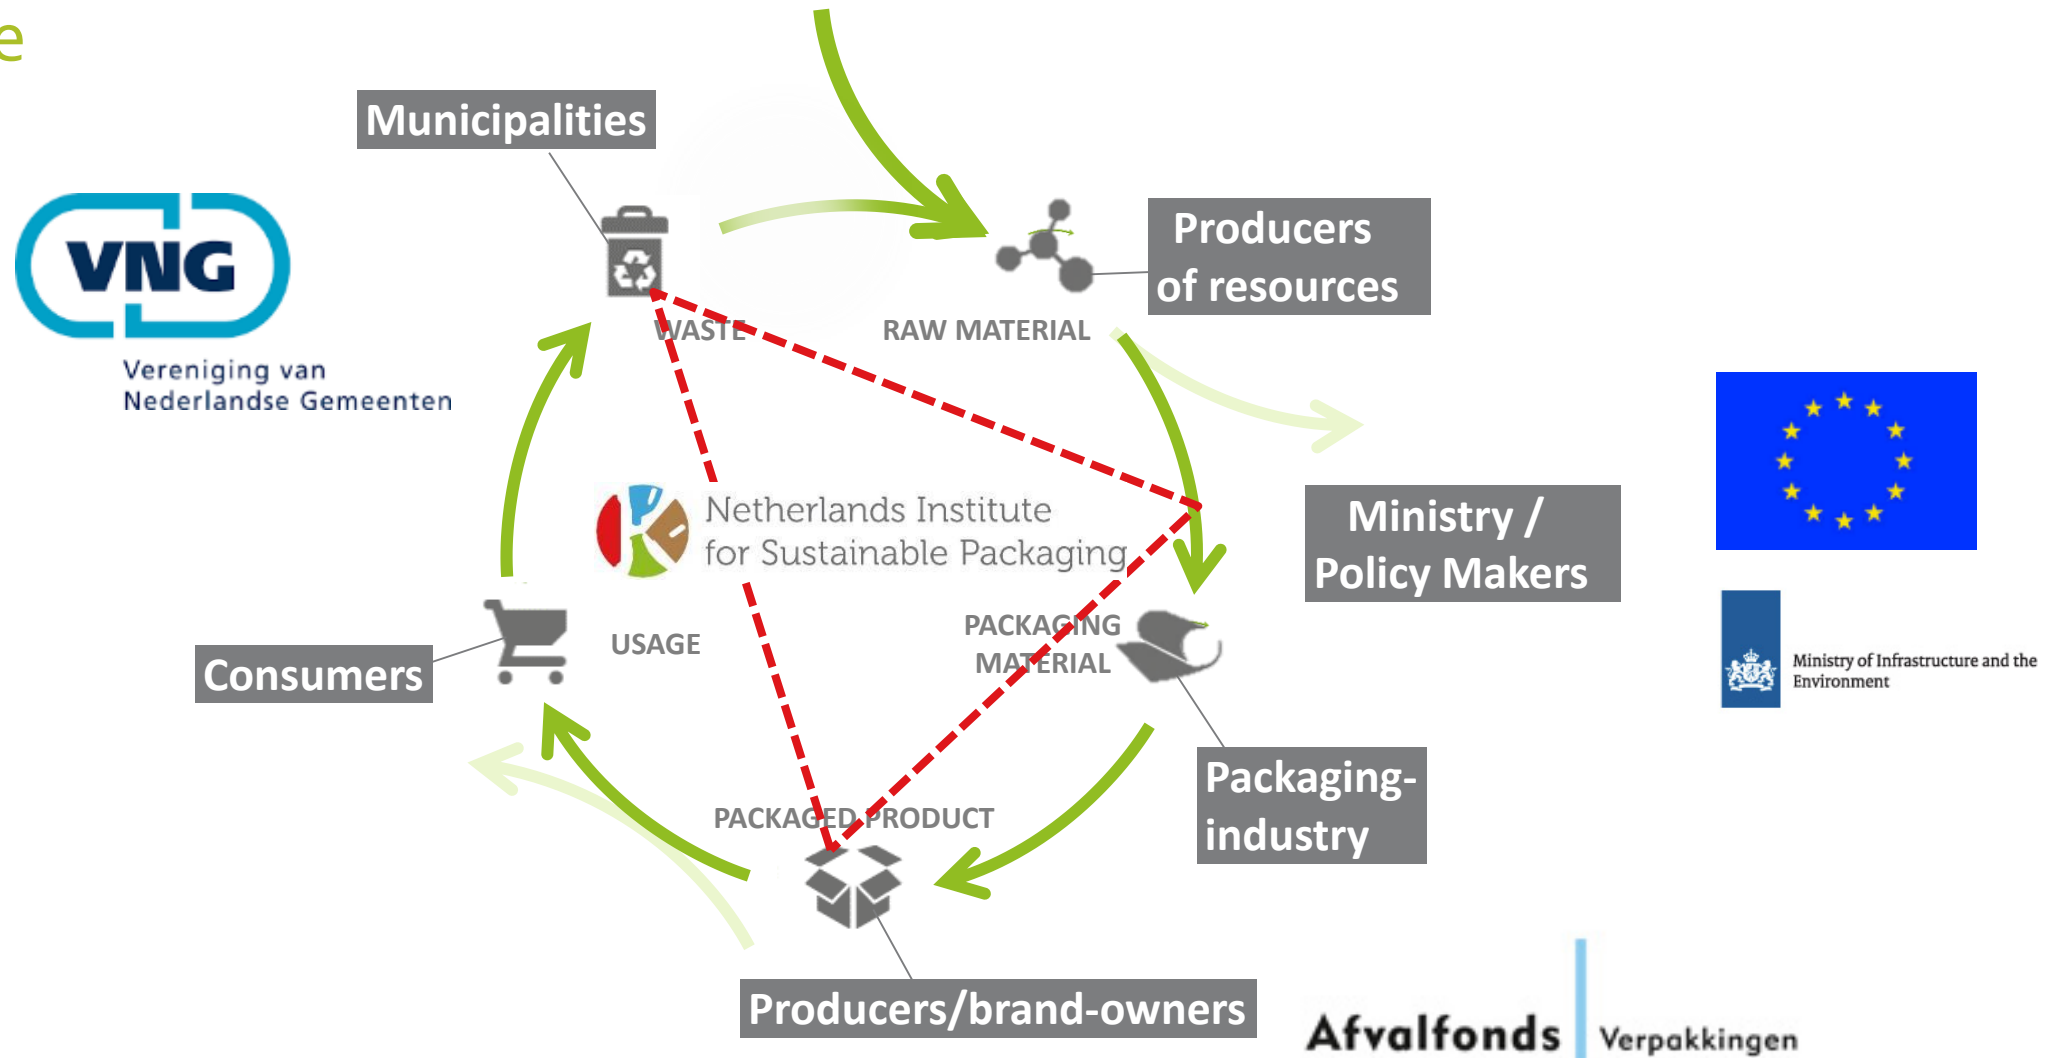 e
Municipalities
VNG
Vereniging van
Nederlandse Gemeenten
Producers
of resources
WASTE
RAW MATERIAL
Netherlands Institute
for Sustainable Packaging
Ministry /
Policy Makers
Ministry of Infrastructure and the
Environment
Consumers
USAGE
PACKAGING
MATERIAL
Packaging-
industry
PACKAGED PRODUCT
Producers/brand-owners
Afvalfonds Verpakkingen